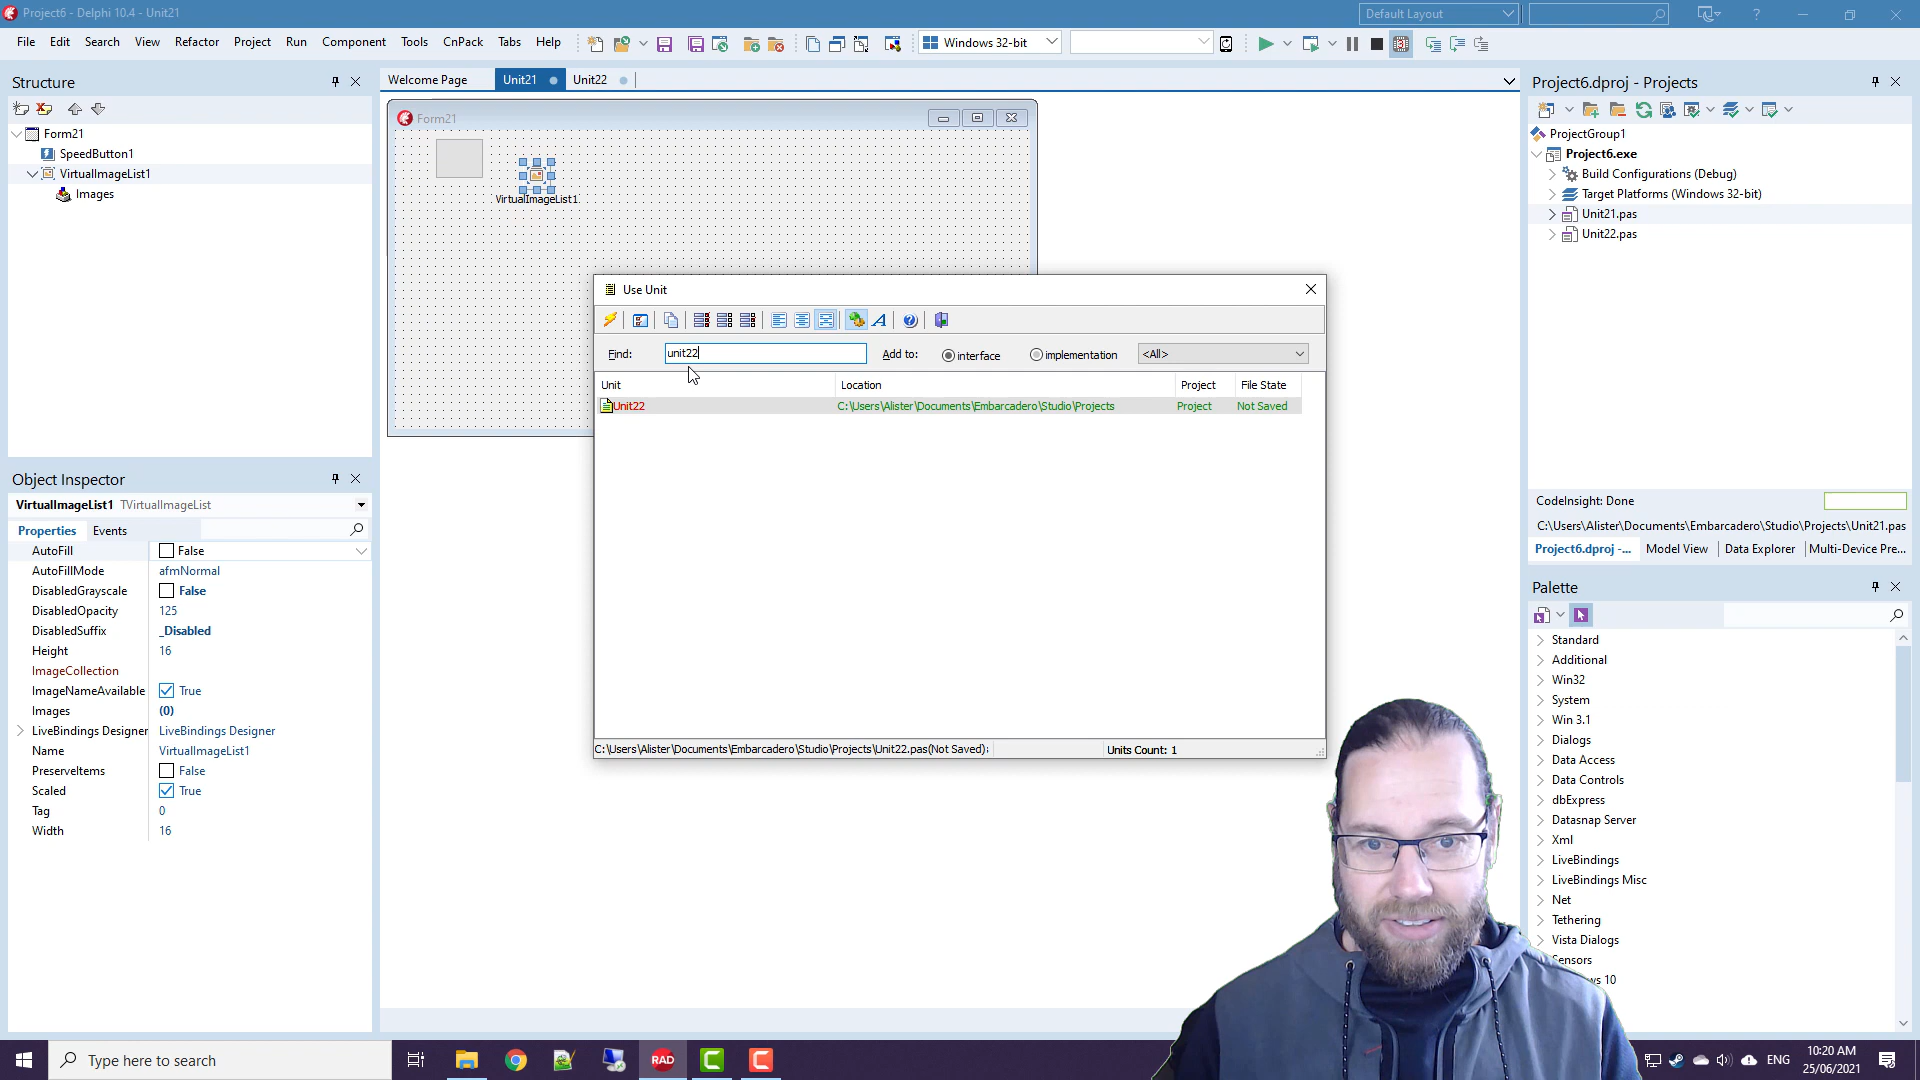 Project6 - Delphi 10.4 - Unit21
Default Layout
File Edit Search View Refactor Project Run Component Tools CnPack Tabs Help
Windows 32-bit
Structure
Form21
SpeedButton1
VirtualImageList1
Images
Welcome Page Unit21 Unit22
Form21
VirtualImageList1
Use Unit
Find: unit22 Add to: interface implementation <All>
Unit Location Project File State
Unit22 C:\Users\Alister\Documents\Embarcadero\Studio\Projects Project Not Saved
C:\Users\Alister\Documents\Embarcadero\Studio\Projects\Unit22.pas(Not Saved); Units Count: 1
Object Inspector
VirtualImageList1 TVirtualImageList
Properties Events
AutoFill False
AutoFillMode afmNormal
DisabledGrayscale False
DisabledOpacity 125
DisabledSuffix _Disabled
Height 16
ImageCollection
ImageNameAvailable True
Images (0)
LiveBindings Designer LiveBindings Designer
Name VirtualImageList1
PreserveItems False
Scaled True
Tag 0
Width 16
Project6.dproj - Projects
ProjectGroup1
Project6.exe
Build Configurations (Debug)
Target Platforms (Windows 32-bit)
Unit21.pas
Unit22.pas
CodeInsight: Done
C:\Users\Alister\Documents\Embarcadero\Studio\Projects\Unit21.pas
Project6.dproj -... Model View Data Explorer Multi-Device Pre...
Palette
Standard
Additional
Win32
System
Win 3.1
Dialogs
Data Access
Data Controls
dbExpress
Datasnap Server
Xml
LiveBindings
LiveBindings Misc
Net
Tethering
Vista Dialogs
Sensors
10
Type here to search
RAD
ENG
10:20 AM
25/06/2021